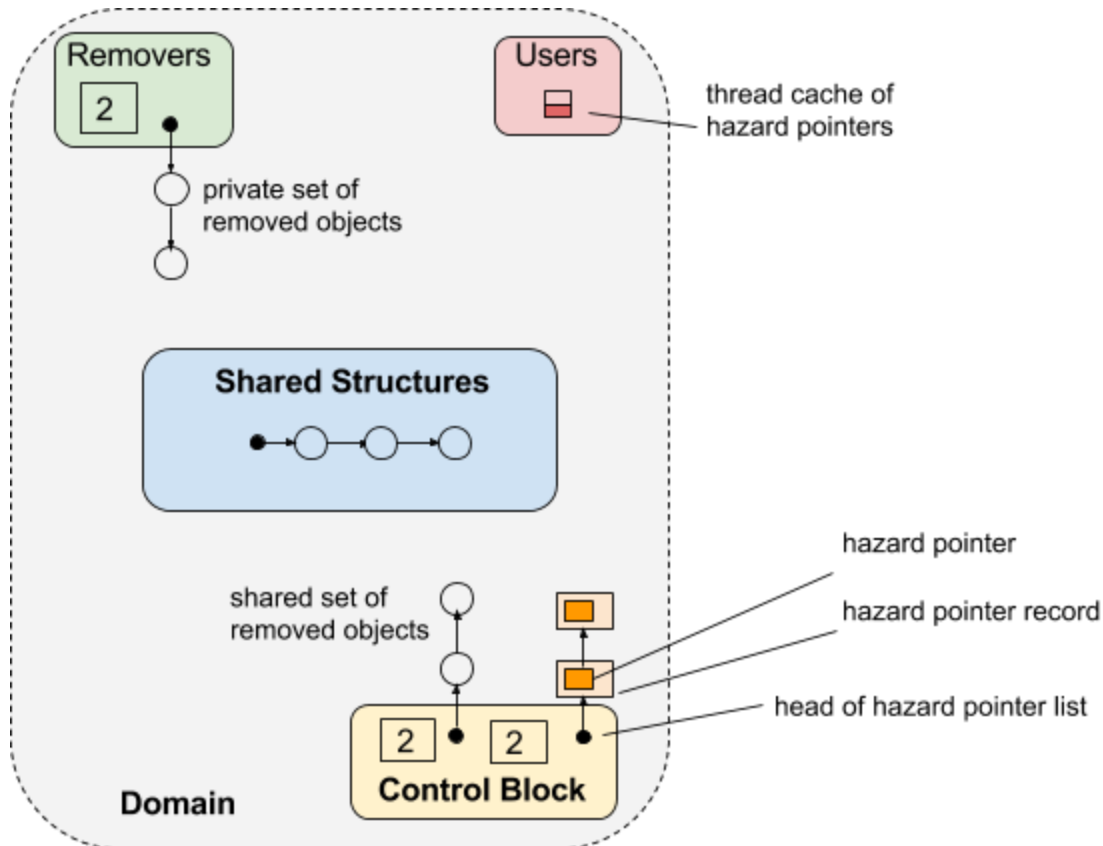 Removers
2
Users
thread cache of
hazard pointers
private set of
removed objects
Shared Structures
hazard pointer
shared set of
removed objects
hazard pointer record
head of hazard pointer list
2
2
Control Block
Domain